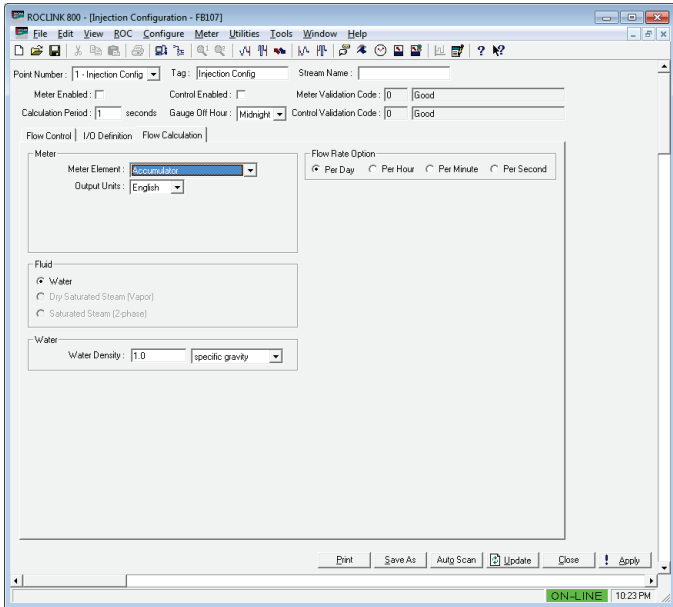 ROCLINK 800 - [Injection Configuration - FB107]
File Edit View ROC Configure Meter Utilities Tools Window Help
Point Number : 1 - Injection Config Tag : Injection Config Stream Name :
Meter Enabled : Control Enabled : Meter Validation Code : 0 Good
Calculation Period : 1 seconds Gauge Off Hour : Midnight Control Validation Code : 0 Good
Flow Control I/O Definition Flow Calculation
Meter
Meter Element : Accumulator
Output Units : English
Flow Rate Option
Per Day Per Hour Per Minute Per Second
Fluid
Water
Dry Saturated Steam (Vapor)
Saturated Steam (2-phase)
Water
Water Density : 1.0 specific gravity
Print Save As Auto Scan Update Close ! Apply
ON-LINE 10:23 PM